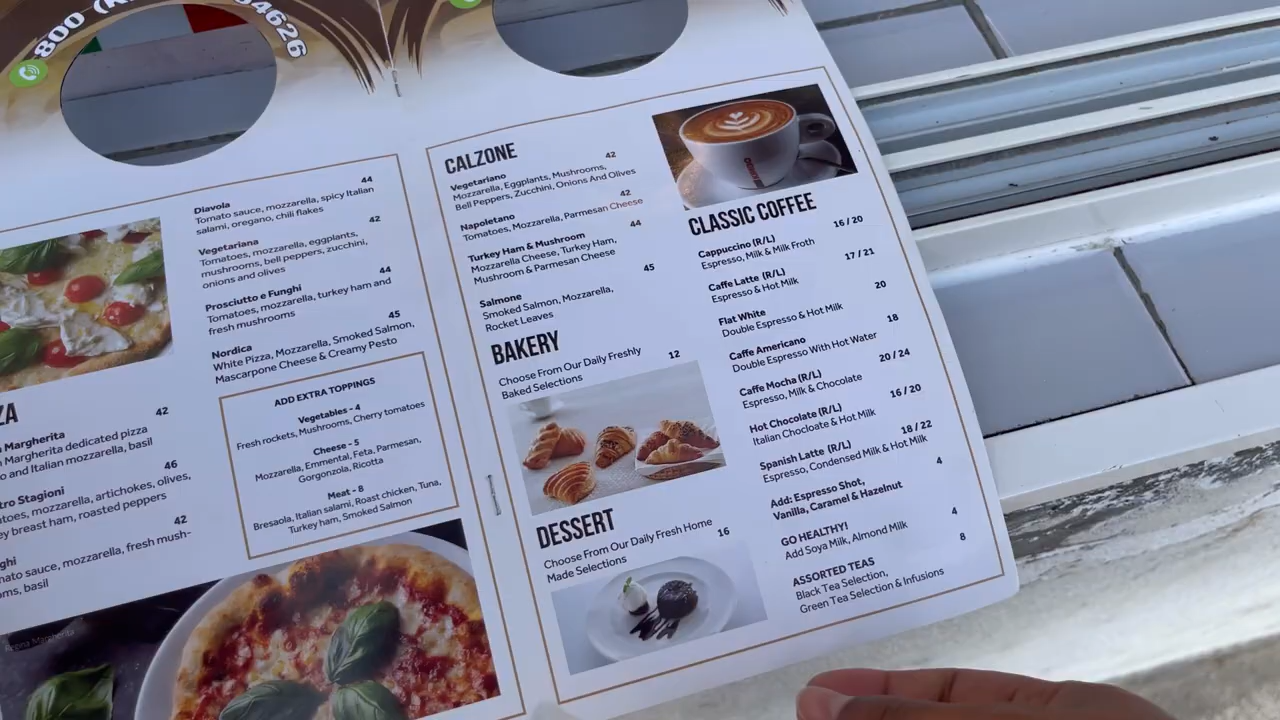 800-(
54626
Diavola 44
Tomato sauce, mozzarella, spicy Italian
salami, oregano, chili flakes
Vegetariana 42
Tomatoes, mozzarella, eggplants,
mushrooms, bell peppers, zucchini,
onions and olives
Prosciutto e Funghi 44
Tomatoes, mozzarella, turkey ham and
fresh mushrooms
Nordica 45
White Pizza, Mozzarella, Smoked Salmon,
Mascarpone Cheese & Creamy Pesto
ADD EXTRA TOPPINGS
Vegetables - 4
Fresh rockets, Mushrooms, Cherry tomatoes
Cheese - 5
Mozzarella, Emmental, Feta, Parmesan,
Gorgonzola, Ricotta
Meat - 8
Bresaola, Italian salami, Roast chicken, Tuna,
Turkey ham, Smoked Salmon
ZA
Margherita 42
Margherita dedicated pizza
o and Italian mozzarella, basil
tro Stagioni 46
toes, mozzarella, artichokes, olives,
ey breast ham, roasted peppers
ghi 42
mato sauce, mozzarella, fresh mush-
oms, basil
CALZONE
Vegetariano 42
Mozzarella, Eggplants, Mushrooms,
Bell Peppers, Zucchini, Onions And Olives
Napoletano 42
Tomatoes, Mozzarella, Parmesan Cheese
Turkey Ham & Mushroom 44
Mozzarella Cheese, Turkey Ham,
Mushroom & Parmesan Cheese
Salmone 45
Smoked Salmon, Mozzarella,
Rocket Leaves
BAKERY
Choose From Our Daily Freshly 12
Baked Selections
DESSERT
Choose From Our Daily Fresh Home 16
Made Selections
CLASSIC COFFEE
Cappuccino (R/L) 16 / 20
Espresso, Milk & Milk Froth
Caffe Latte (R/L) 17 / 21
Espresso & Hot Milk
Flat White 20
Double Espresso & Hot Milk
Caffe Americano 18
Double Espresso With Hot Water
Caffe Mocha (R/L) 20 / 24
Espresso, Milk & Chocolate
Hot Chocolate (R/L) 16 / 20
Italian Chocloate & Hot Milk
Spanish Latte (R/L) 18 / 22
Espresso, Condensed Milk & Hot Milk
Add: Espresso Shot, 4
Vanilla, Caramel & Hazelnut
GO HEALTHY! 4
Add Soya Milk, Almond Milk
ASSORTED TEAS 8
Black Tea Selection,
Green Tea Selection & Infusions